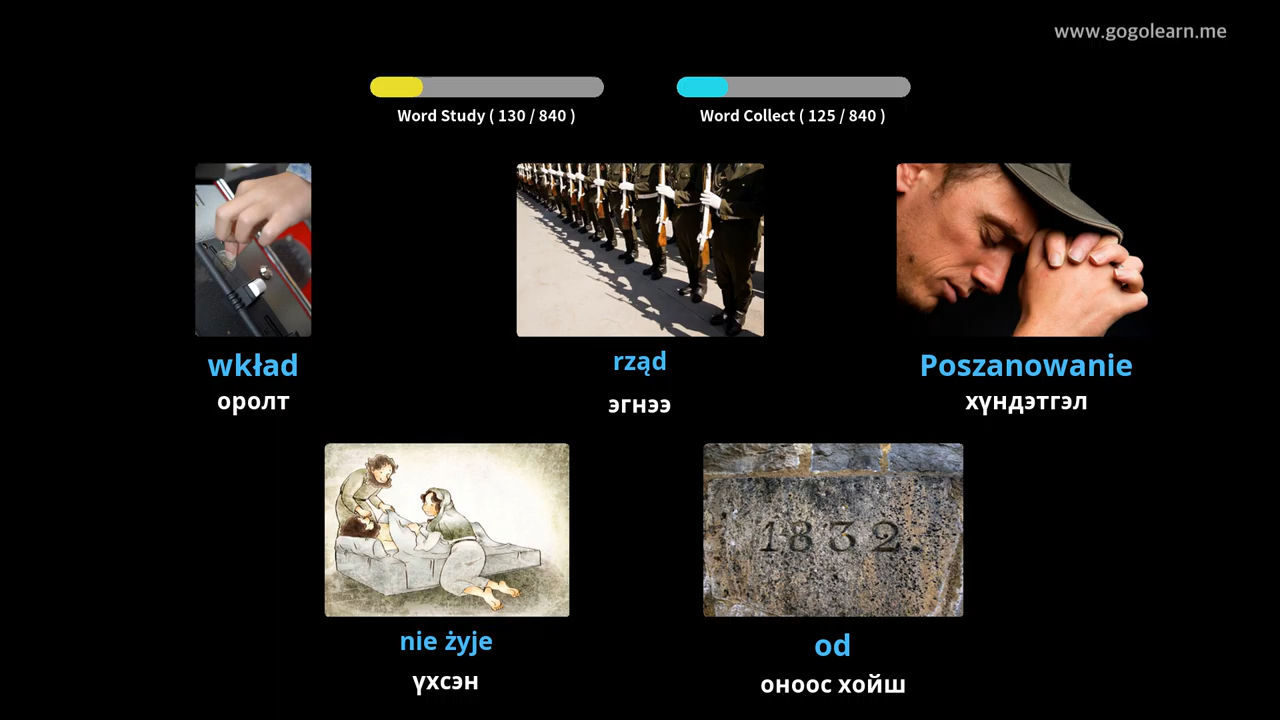 www.gogolearn.me
Word Study ( 130 / 840 )
Word Collect ( 125 / 840 )
wkład
оролт
rząd
эгнээ
Poszanowanie
хүндэтгэл
1832.
nie żyje
үхсэн
od
оноос хойш